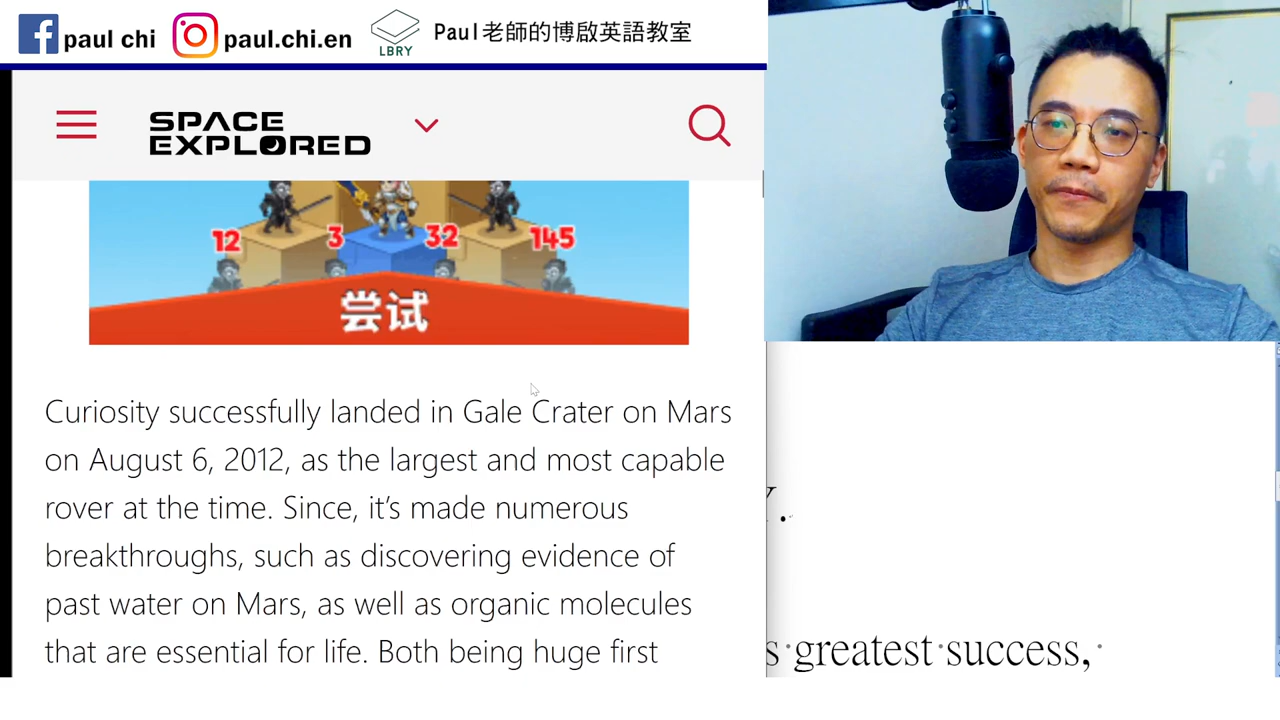 paul chi
paul.chi.en
LBRY
Paul老師的博啟英語教室
SPACE
EXPLORED
12
3
32
145
尝试
Curiosity successfully landed in Gale Crater on Mars
on August 6, 2012, as the largest and most capable
rover at the time. Since, it’s made numerous
breakthroughs, such as discovering evidence of
past water on Mars, as well as organic molecules
that are essential for life. Both being huge first
greatest success,